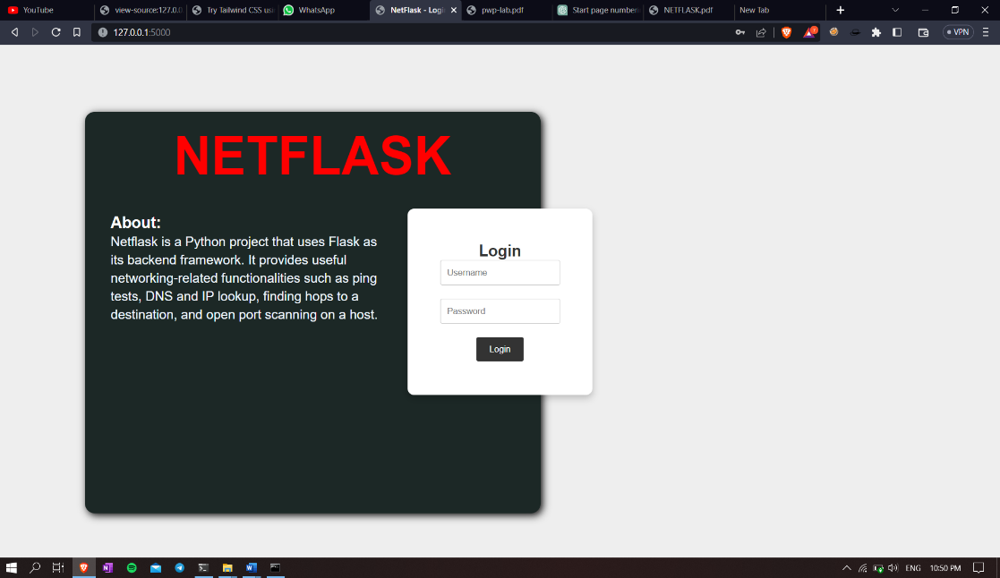 YouTube
view-source:127.0.0
Try Tailwind CSS usi
WhatsApp
NetFlask - Logi
pwp-lab.pdf
Start page number
NETFLASK.pdf
New Tab
127.0.0.1:5000
7
VPN
NETFLASK
About:
Netflask is a Python project that uses Flask as
its backend framework. It provides useful
networking-related functionalities such as ping
tests, DNS and IP lookup, finding hops to a
destination, and open port scanning on a host.
Login
Username
Password
Login
ENG
10:50 PM